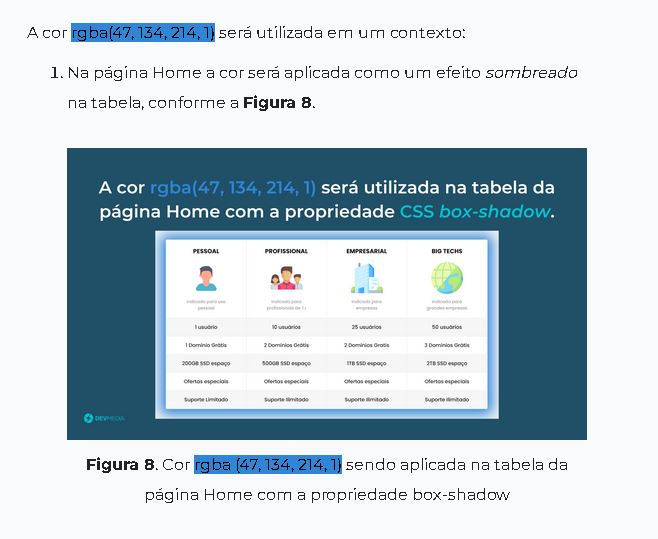 A cor rgba(47, 134, 214, 1) será utilizada em um contexto:
1. Na página Home a cor será aplicada como um efeito sombreado
na tabela, conforme a Figura 8.
A cor rgba(47, 134, 214, 1) será utilizada na tabela da
página Home com a propriedade CSS box-shadow.
PESSOAL PROFISSIONAL EMPRESARIAL BIG TECHS
Indicado para uso Indicado para Indicado para Indicado para
pessoal profissionais de T.I empresas grandes empresas
1 usuário 10 usuários 25 usuários 50 usuários
1 Domínio Grátis 2 Domínios Grátis 2 Domínios Gratis 3 Domínios Grátis
200GB SSD espaço 500GB SSD espaço 1TB SSD espaço 2TB SSD espaço
Ofertas especiais Ofertas especiais Ofertas especiais Ofertas especiais
Suporte Limitado Suporte Ilimitado Suporte Ilimitado Suporte Ilimitado
DEVMEDIA
Figura 8. Cor rgba (47, 134, 214, 1) sendo aplicada na tabela da
página Home com a propriedade box-shadow